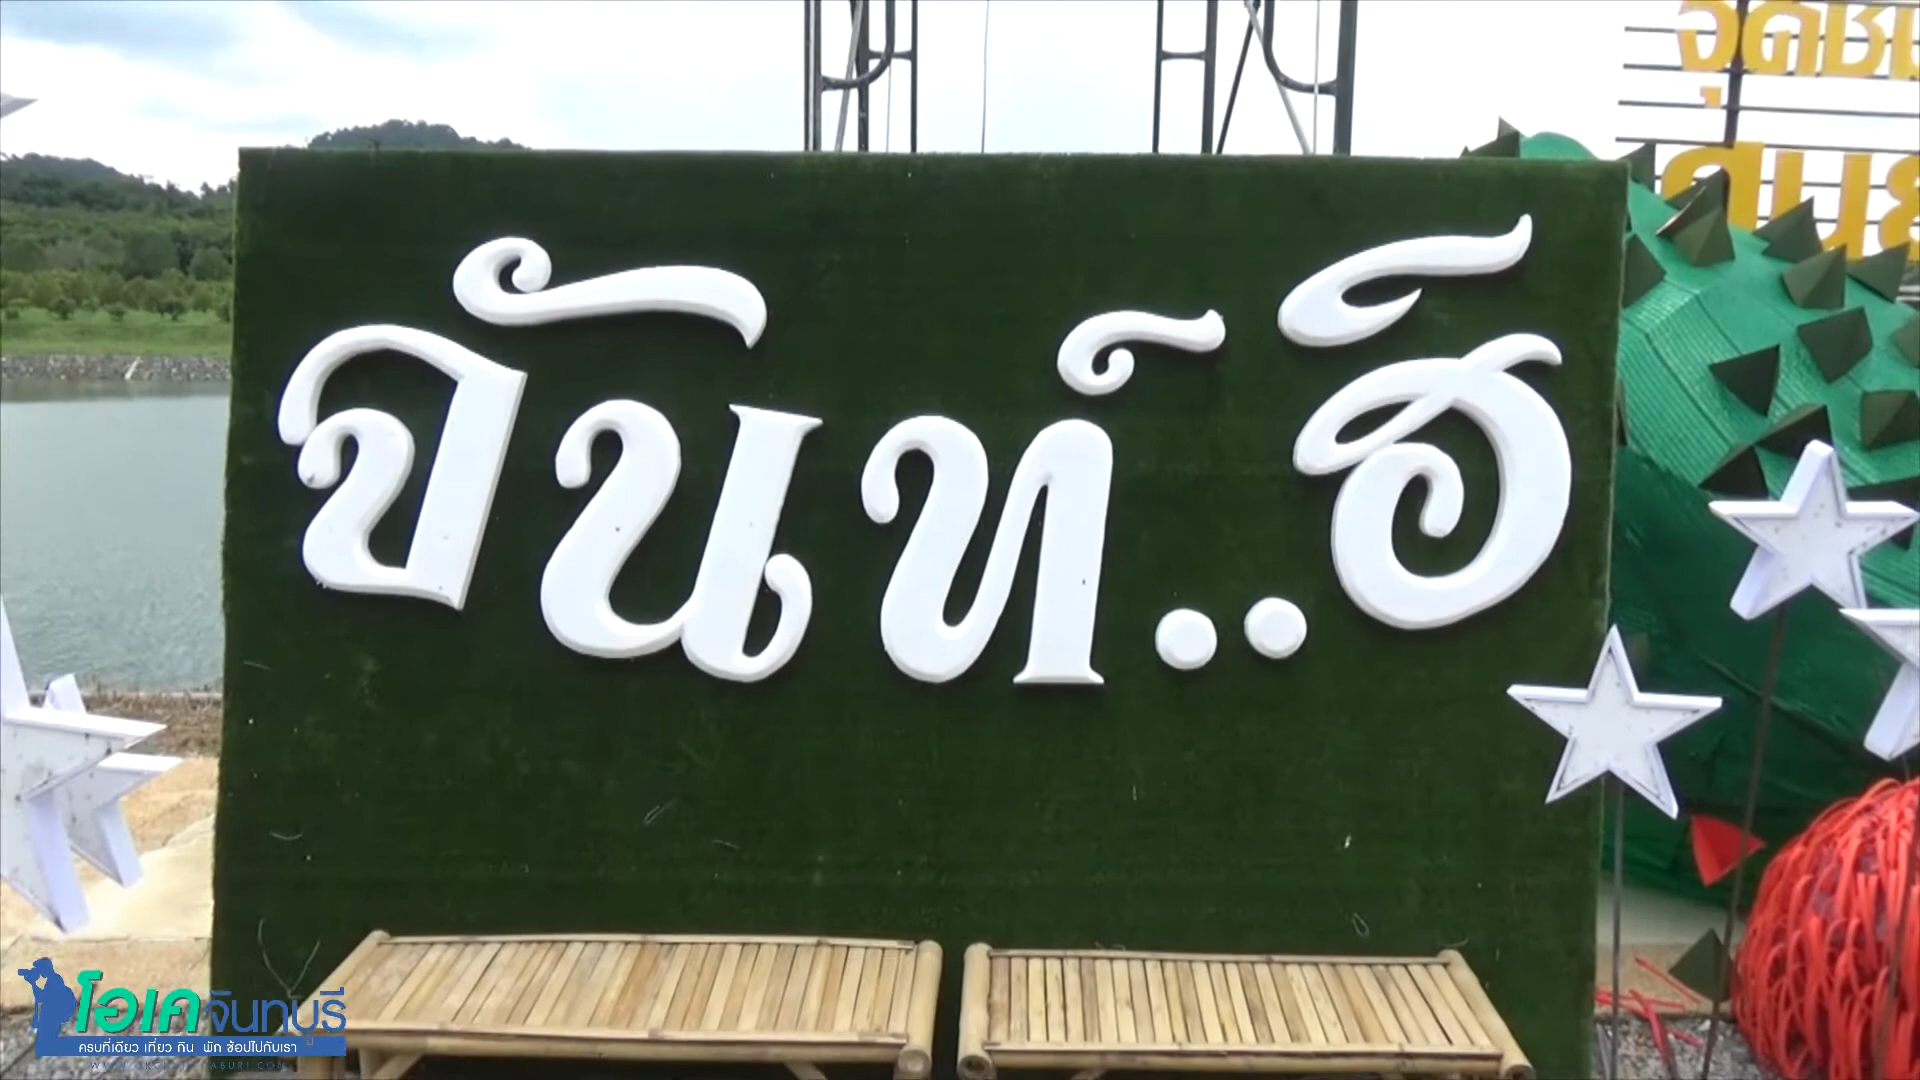 จันท์..ฮิ
โอเคจันทบุรี
ครบที่เดียว เที่ยว กิน พัก ช้อปไปกับเรา